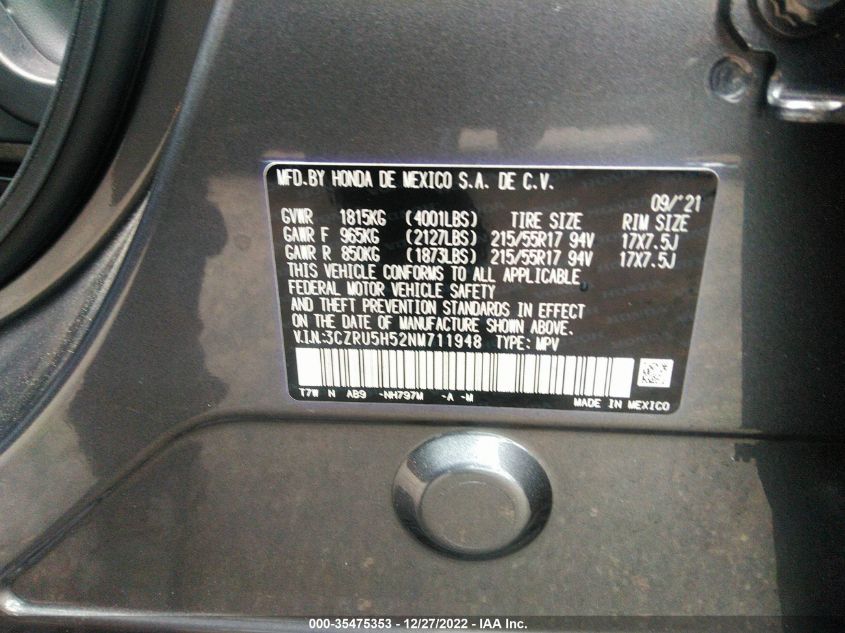 MFD.BY HONDA DE MEXICO S.A. DE C.V.
09/'21
GVWR 1815KG (4001LBS) TIRE SIZE RIM SIZE
GAWR F 965KG (2127LBS) 215/55R17 94V 17X7.5J
GAWR R 850KG (1873LBS) 215/55R17 94V 17X7.5J
THIS VEHICLE CONFORMS TO ALL APPLICABLE
FEDERAL MOTOR VEHICLE SAFETY
AND THEFT PREVENTION STANDARDS IN EFFECT
ON THE DATE OF MANUFACTURE SHOWN ABOVE.
V.I.N.:3CZRU5H52NM711948 TYPE: MPV
T7W N AB9 -NH797M -A -M
MADE IN MEXICO
000-35475353 - 12/27/2022 - IAA Inc.